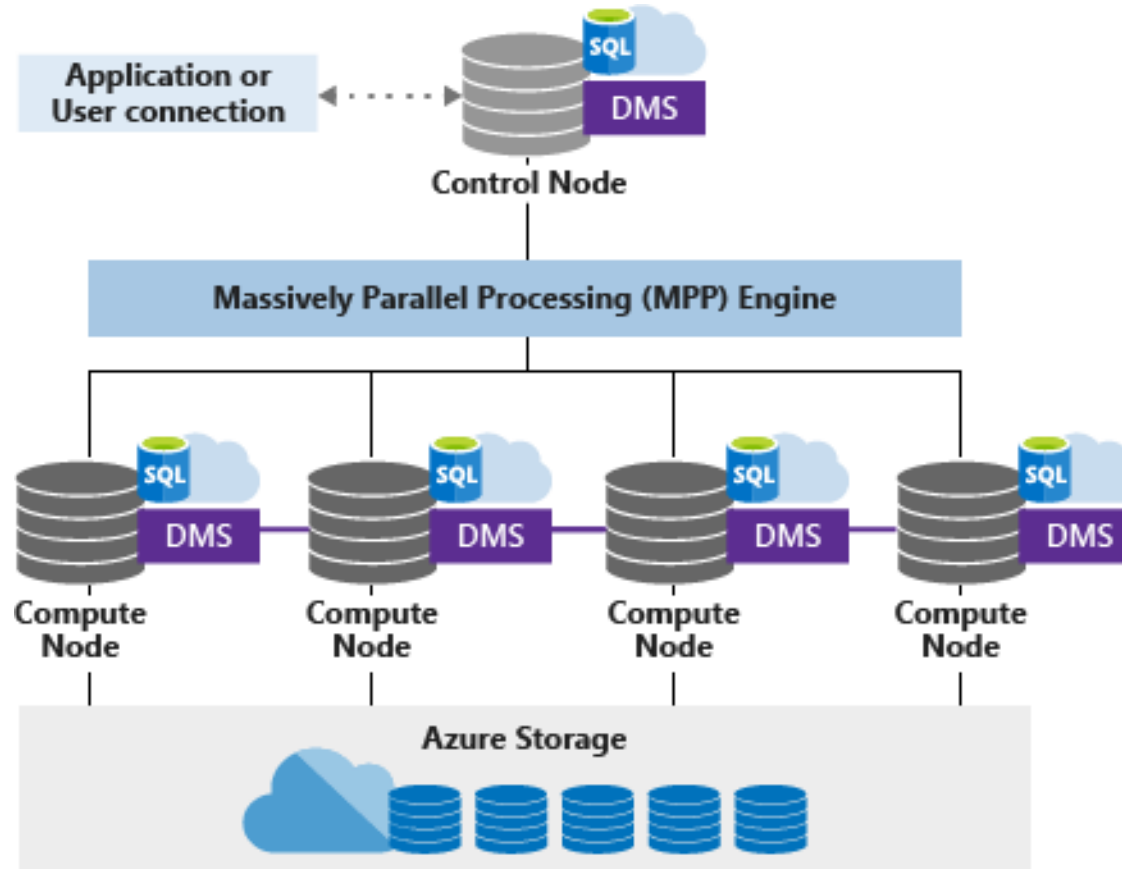 SQL
Application or
User connection
DMS
Control Node
Massively Parallel Processing (MPP) Engine
SQL
SQL
SQL
SQL
DMS
DMS
DMS
DMS
Compute
Node
Compute
Node
Compute
Node
Compute
Node
Azure Storage